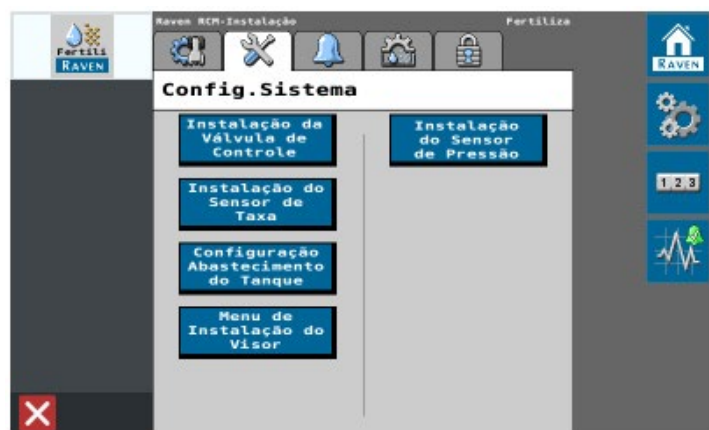 Raven RCM-Instalação
Fertiliza
Fertili
RAVEN
RAVEN
Config.Sistema
Instalação da
Válvula de
Controle
Instalação
do Sensor
de Pressão
Instalação do
Sensor de
Taxa
1 2 3
Configuração
Abastecimento
do Tanque
Menu de
Instalação do
Visor